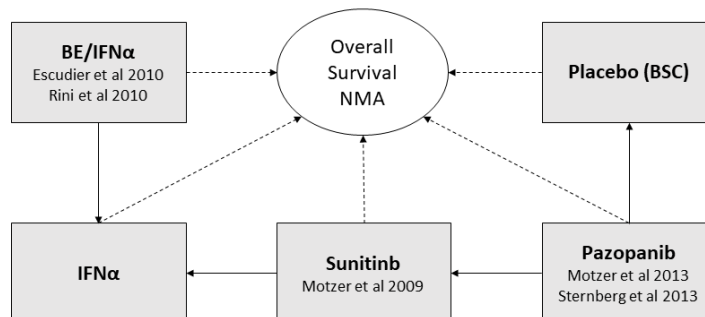 BE/IFNα
Escudier et al 2010
Rini et al 2010
Overall
Survival
NMA
Placebo (BSC)
IFNα
Sunitinb
Motzer et al 2009
Pazopanib
Motzer et al 2013
Sternberg et al 2013